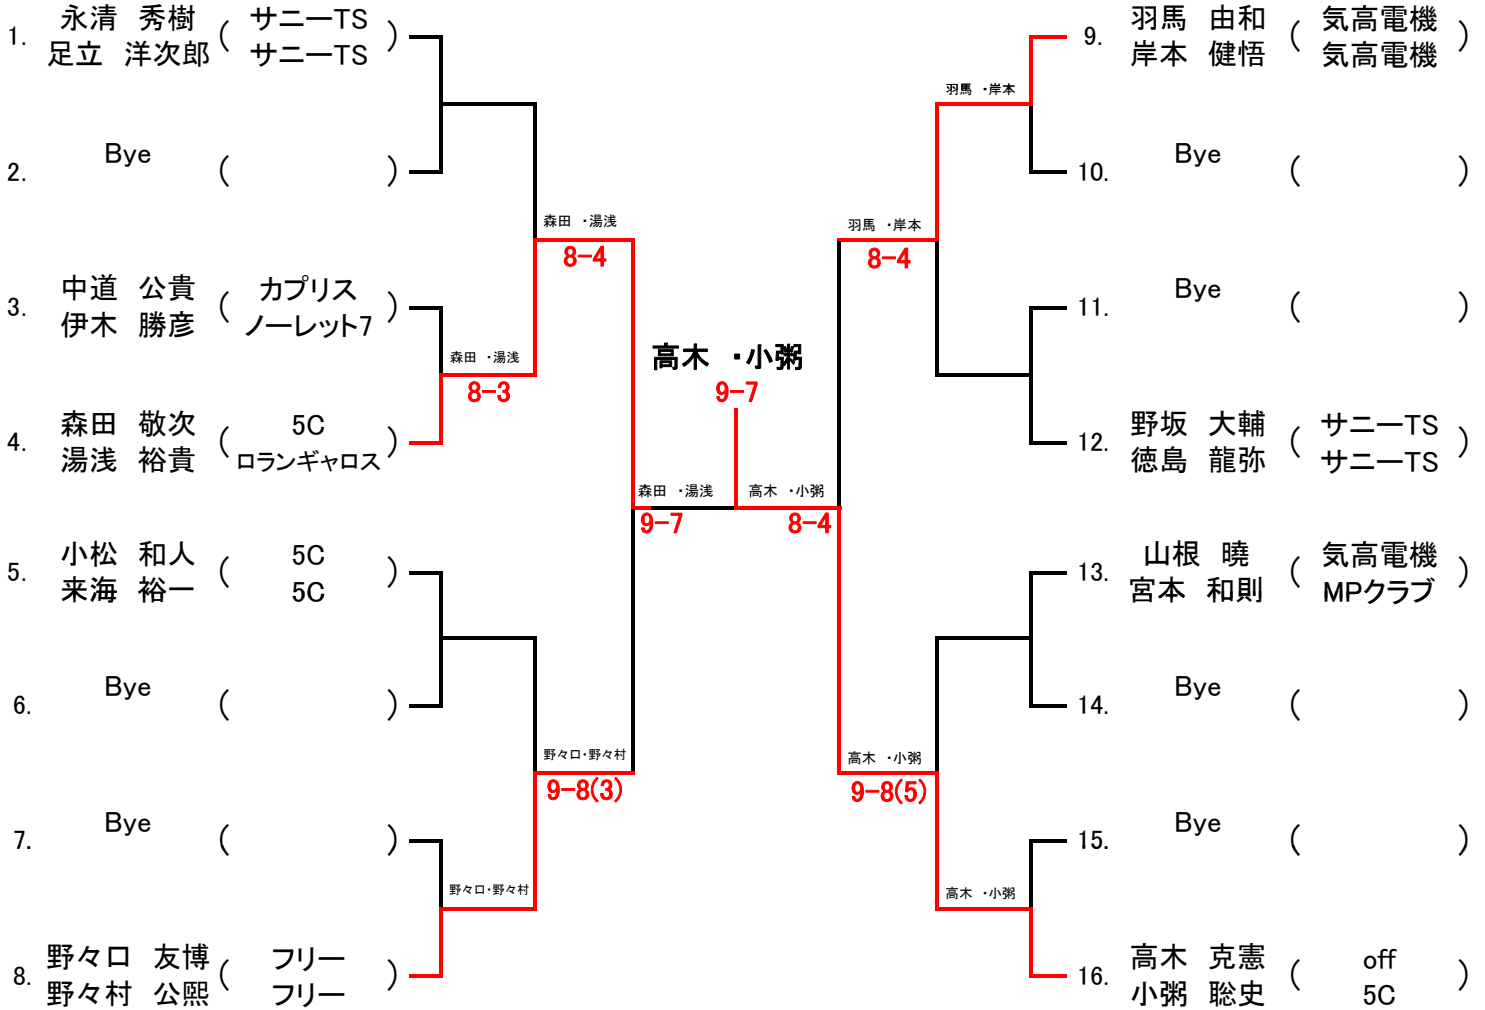 1. 永清 秀樹 ( サニーTS )
足立 洋次郎 サニーTS
2. Bye ( )
3. 中道 公貴 ( カプリス )
伊木 勝彦 ノーレット7
4. 森田 敬次 ( 5C )
湯浅 裕貴 ロランギャロス
5. 小松 和人 ( 5C )
来海 裕一 5C
6. Bye ( )
7. Bye ( )
8. 野々口 友博 ( フリー )
野々村 公熙 フリー
森田 ・湯浅
8-3
野々口・野々村
森田 ・湯浅
8-4
野々口・野々村
9-8(3)
森田 ・湯浅
9-7
高木 ・小粥
9-7
高木 ・小粥
8-4
羽馬 ・岸本
8-4
高木 ・小粥
9-8(5)
羽馬 ・岸本
高木 ・小粥
9. 羽馬 由和 ( 気高電機 )
岸本 健悟 気高電機
10. Bye ( )
11. Bye ( )
12. 野坂 大輔 ( サニーTS )
徳島 龍弥 サニーTS
13. 山根 曉 ( 気高電機 )
宮本 和則 MPクラブ
14. Bye ( )
15. Bye ( )
16. 高木 克憲 ( off )
小粥 聡史 5C